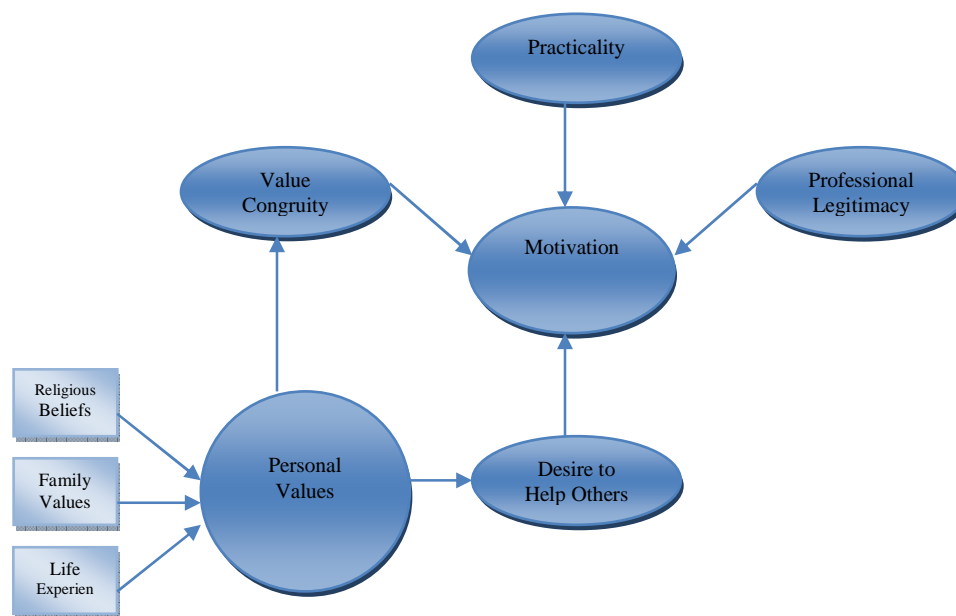 Practicality
Value
Congruity
Professional
Legitimacy
Motivation
Religious
Beliefs
Personal
Values
Desire to
Help Others
Family
Values
Life
Experien